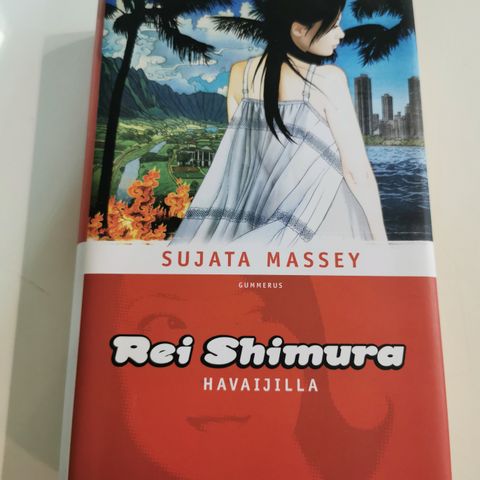 SUJATA MASSEY
GUMMERUS
Rei Shimura
HAVAIJILLA